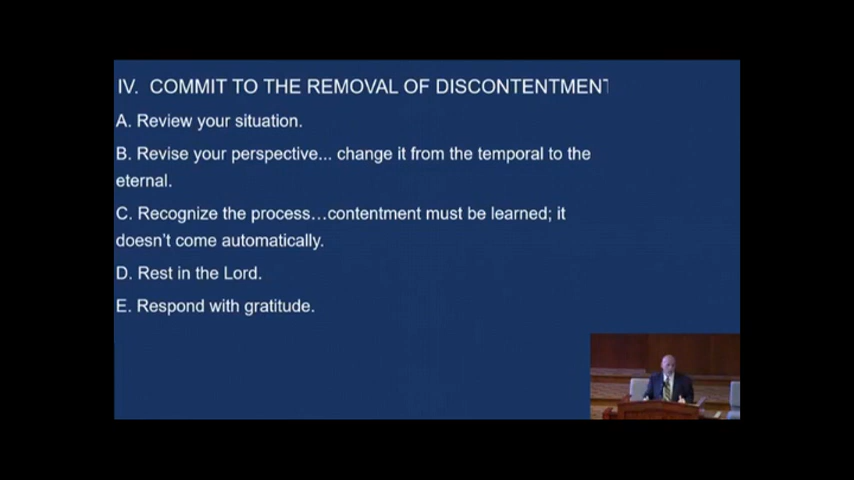 IV. COMMIT TO THE REMOVAL OF DISCONTENTMENT
A. Review your situation.
B. Revise your perspective... change it from the temporal to the
eternal.
C. Recognize the process…contentment must be learned; it
doesn't come automatically.
D. Rest in the Lord.
E. Respond with gratitude.